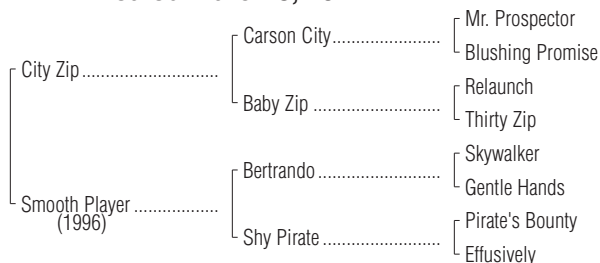 Mr. Prospector
Carson City
Blushing Promise
City Zip
Relaunch
Baby Zip
Thirty Zip
Skywalker
Bertrando
Gentle Hands
Smooth Player
(1996)
Pirate's Bounty
Shy Pirate
Effusively